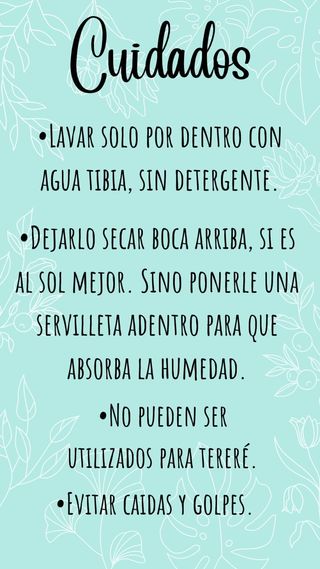 Cuidados
•Lavar solo por dentro con
agua tibia, sin detergente.
•Dejarlo secar boca arriba, si es
al sol mejor. Sino ponerle una
servilleta adentro para que
absorba la humedad.
•No pueden ser
utilizados para tereré.
•Evitar caidas y golpes.